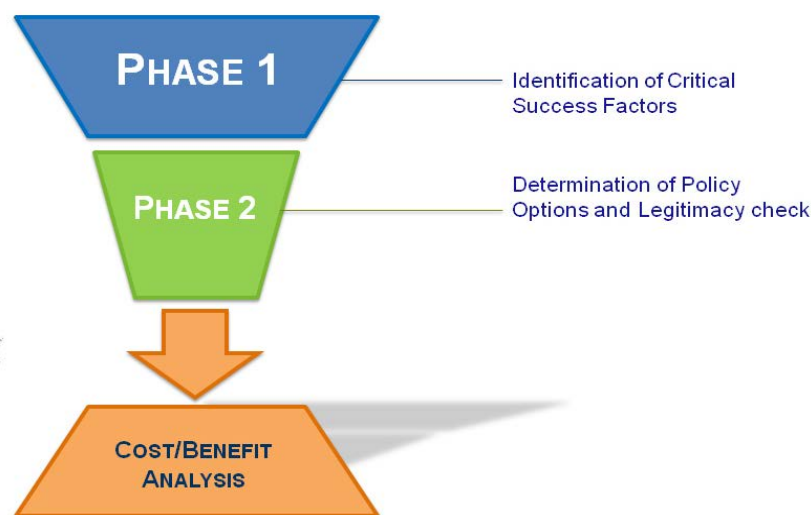 PHASE 1
Identification of Critical
Success Factors
PHASE 2
Determination of Policy
Options and Legitimacy check
COST/BENEFIT
ANALYSIS